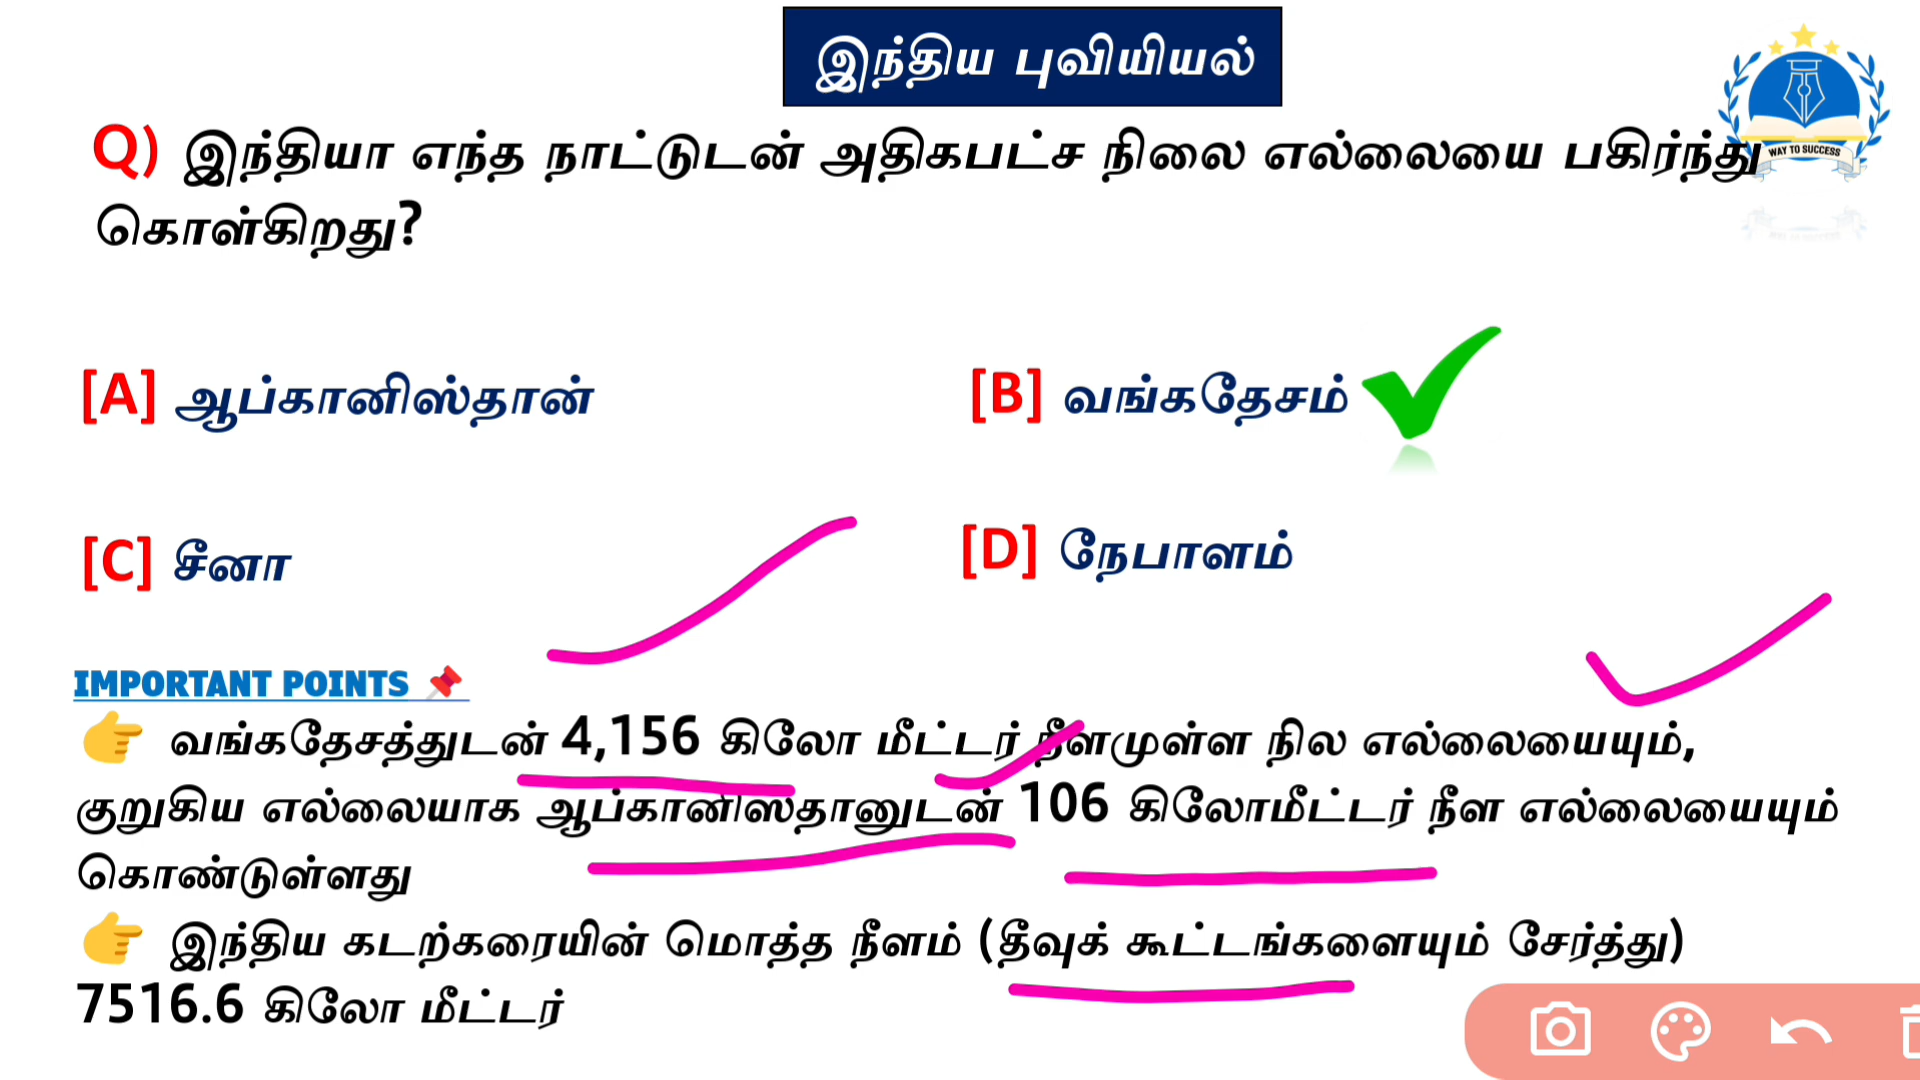 இந்திய புவியியல்
Q) இந்தியா எந்த நாட்டுடன் அதிகபட்ச நிலை எல்லையை பகிர்ந்து
கொள்கிறது?
WAY TO SUCCESS
[A] ஆப்கானிஸ்தான்
[B] வங்கதேசம்
[C] சீனா
[D] நேபாளம்
IMPORTANT POINTS
வங்கதேசத்துடன் 4,156 கிலோ மீட்டர் நீளமுள்ள நில எல்லையையும்,
குறுகிய எல்லையாக ஆப்கானிஸ்தானுடன் 106 கிலோமீட்டர் நீள எல்லையையும்
கொண்டுள்ளது
இந்திய கடற்கரையின் மொத்த நீளம் (தீவுக் கூட்டங்களையும் சேர்த்து)
7516.6 கிலோ மீட்டர்